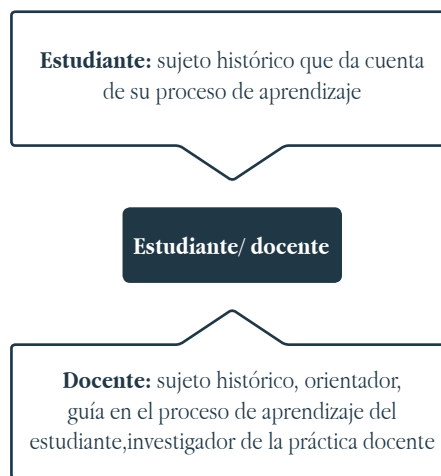 Estudiante: sujeto histórico que da cuenta
de su proceso de aprendizaje
Estudiante/ docente
Docente: sujeto histórico, orientador,
guía en el proceso de aprendizaje del
estudiante,investigador de la práctica docente